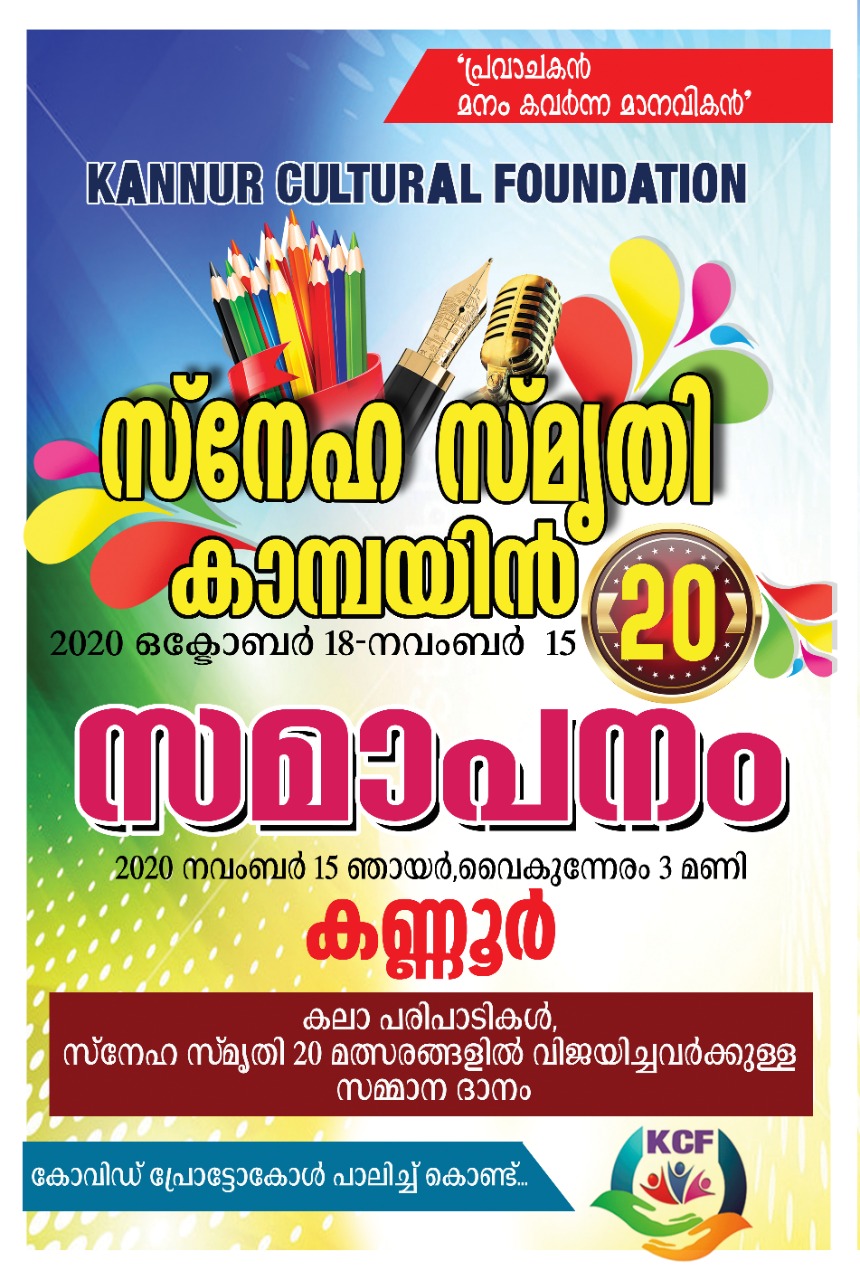 ‘പ്രവാചകൻ
മനം കവർന്ന മാനവികൻ’
KANNUR CULTURAL FOUNDATION
സ്നേഹ സ്മൃതി
കാമ്പയിൻ
20
2020 ഒക്ടോബർ 18-നവംബർ 15
സമാപനം
2020 നവംബർ 15 ഞായർ,വൈകുന്നേരം 3 മണി
കണ്ണൂർ
കലാ പരിപാടികൾ,
സ്നേഹ സ്മൃതി 20 മത്സരങ്ങളിൽ വിജയിച്ചവർക്കുള്ള
സമ്മാന ദാനം
കോവിഡ് പ്രോട്ടോകോൾ പാലിച്ച് കൊണ്ട്...
KCF